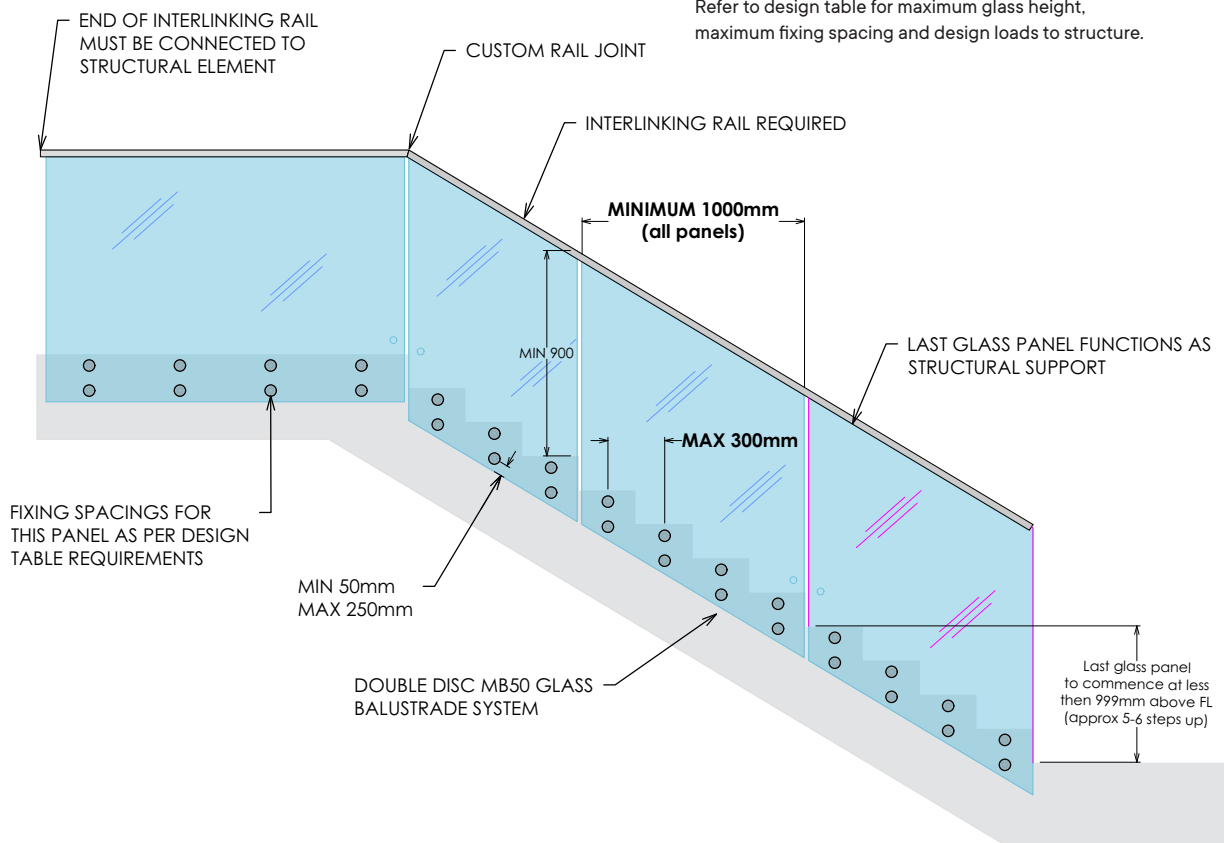 Refer to design table for maximum glass height,
maximum fixing spacing and design loads to structure.
END OF INTERLINKING RAIL
MUST BE CONNECTED TO
STRUCTURAL ELEMENT
CUSTOM RAIL JOINT
INTERLINKING RAIL REQUIRED
MINIMUM 1000mm
(all panels)
MIN 900
LAST GLASS PANEL FUNCTIONS AS
STRUCTURAL SUPPORT
MAX 300mm
FIXING SPACINGS FOR
THIS PANEL AS PER DESIGN
TABLE REQUIREMENTS
MIN 50mm
MAX 250mm
DOUBLE DISC MB50 GLASS
BALUSTRADE SYSTEM
Last glass panel
to commence at less
then 999mm above FL
(approx 5-6 steps up)